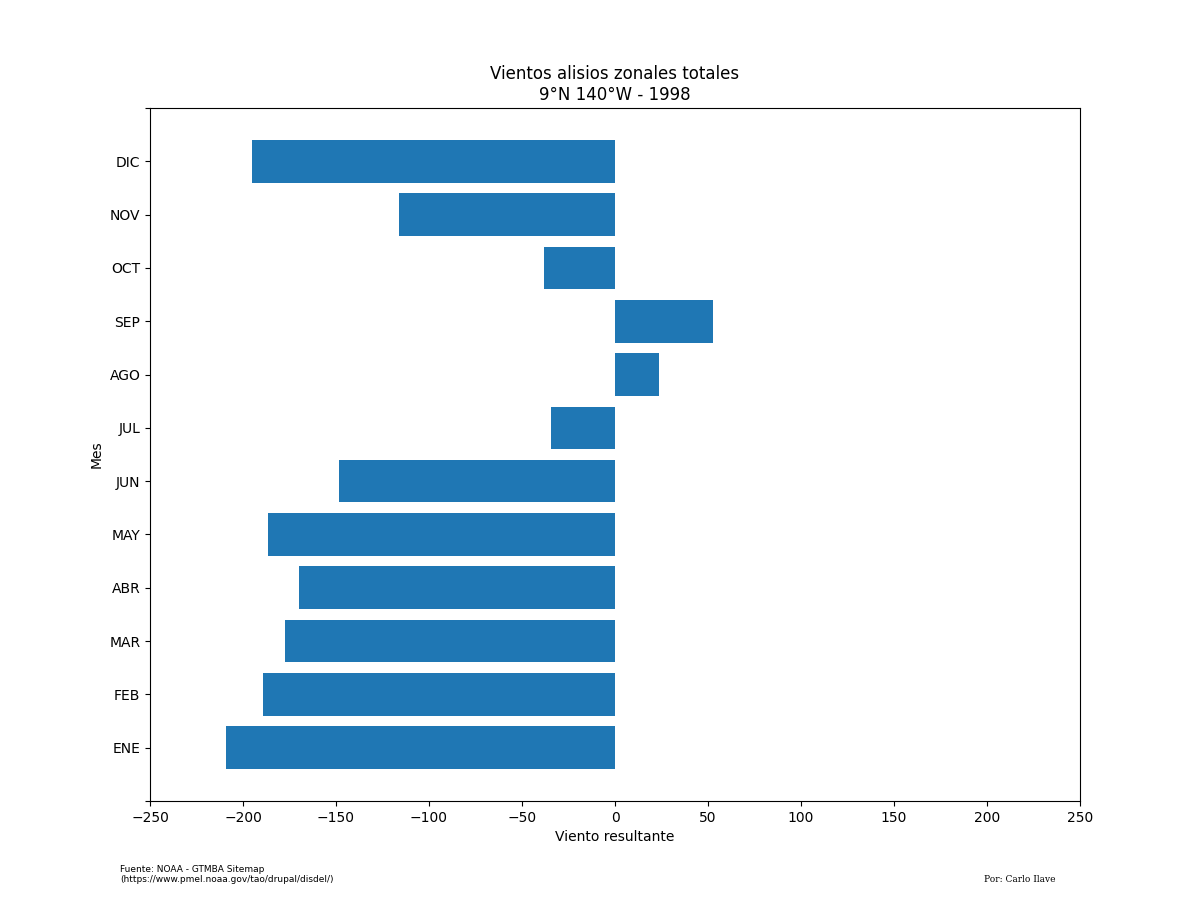 Vientos alisios zonales totales
9°N 140°W - 1998
DIC
NOV
OCT
SEP
AGO
JUL
JUN
MAY
ABR
MAR
FEB
ENE
Mes
−250 −200 −150 −100 −50 0 50 100 150 200 250
Viento resultante
Fuente: NOAA - GTMBA Sitemap
(https://www.pmel.noaa.gov/tao/drupal/disdel/)
Por: Carlo Ilave